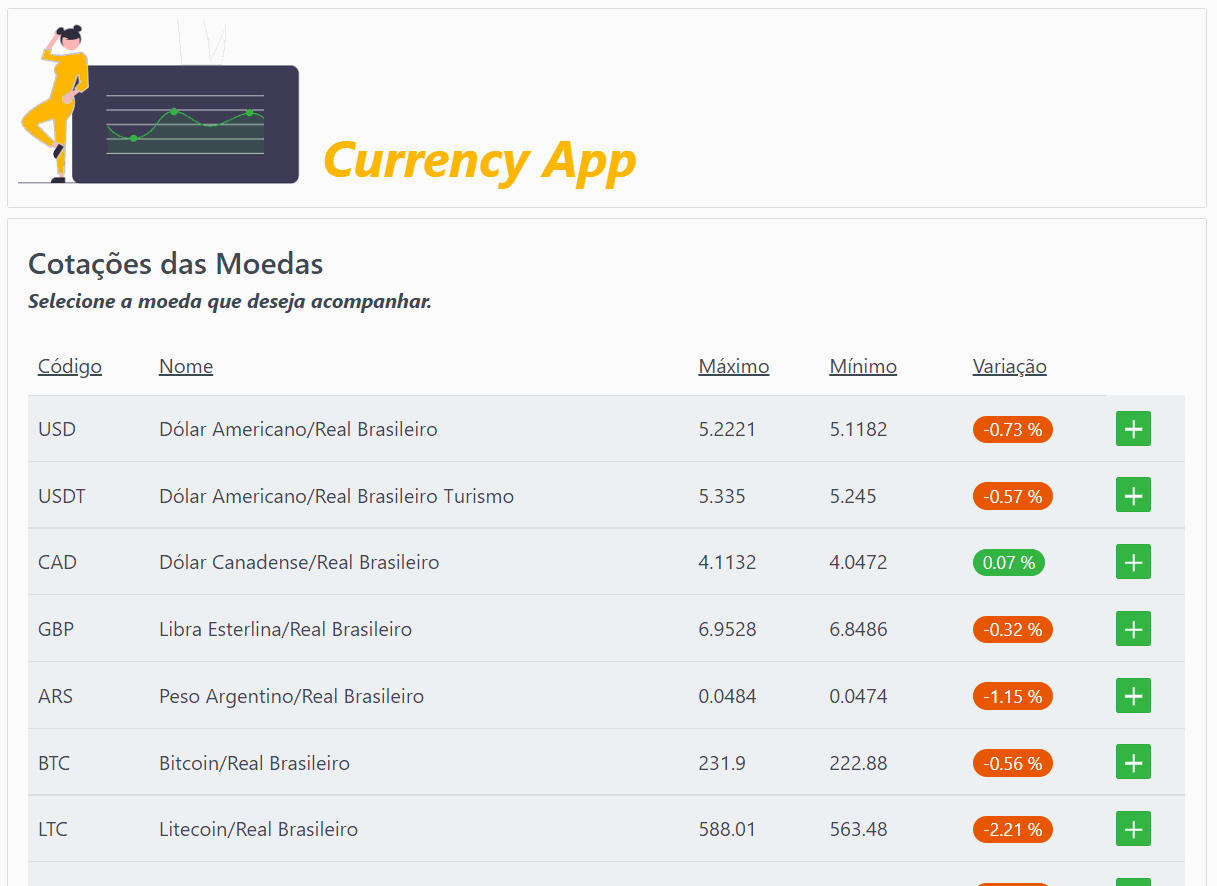 Currency App
Cotações das Moedas
Selecione a moeda que deseja acompanhar.
Código Nome Máximo Mínimo Variação
USD Dólar Americano/Real Brasileiro 5.2221 5.1182 -0.73 % +
USDT Dólar Americano/Real Brasileiro Turismo 5.335 5.245 -0.57 % +
CAD Dólar Canadense/Real Brasileiro 4.1132 4.0472 0.07 % +
GBP Libra Esterlina/Real Brasileiro 6.9528 6.8486 -0.32 % +
ARS Peso Argentino/Real Brasileiro 0.0484 0.0474 -1.15 % +
BTC Bitcoin/Real Brasileiro 231.9 222.88 -0.56 % +
LTC Litecoin/Real Brasileiro 588.01 563.48 -2.21 % +